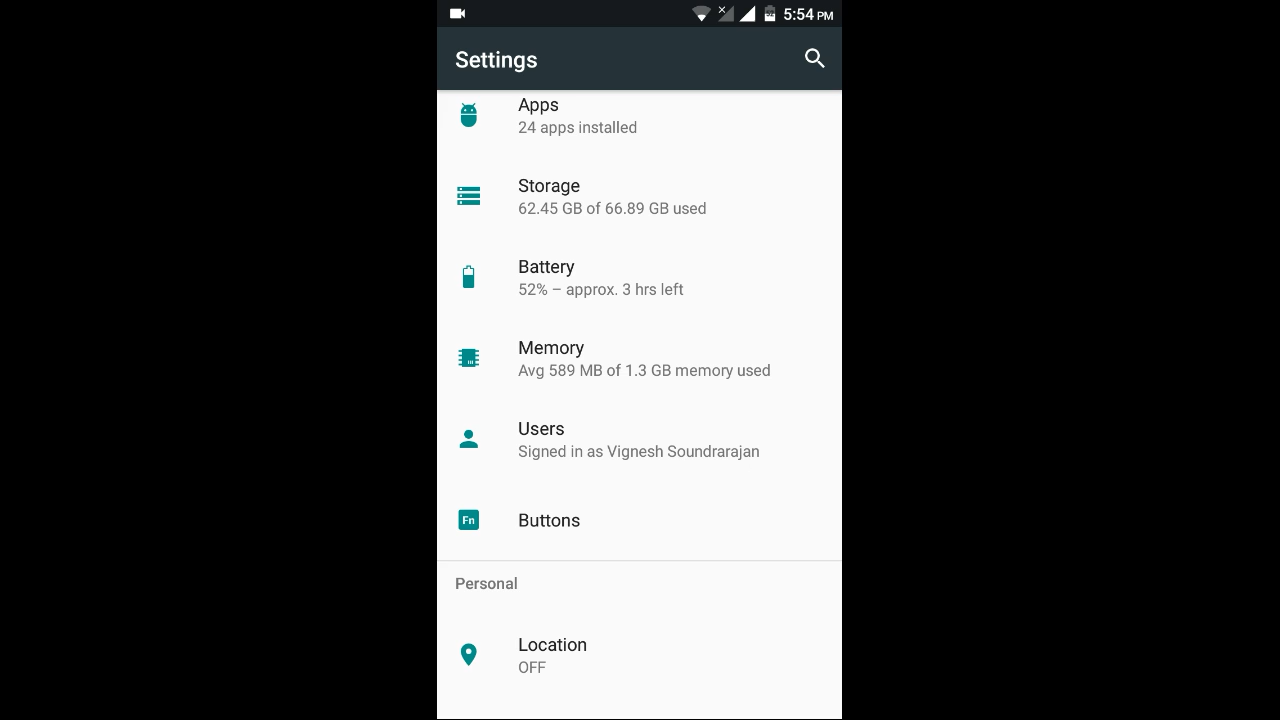 5:54 PM
Settings
Apps
24 apps installed
Storage
62.45 GB of 66.89 GB used
Battery
52% – approx. 3 hrs left
Memory
Avg 589 MB of 1.3 GB memory used
Users
Signed in as Vignesh Soundrarajan
Fn
Buttons
Personal
Location
OFF